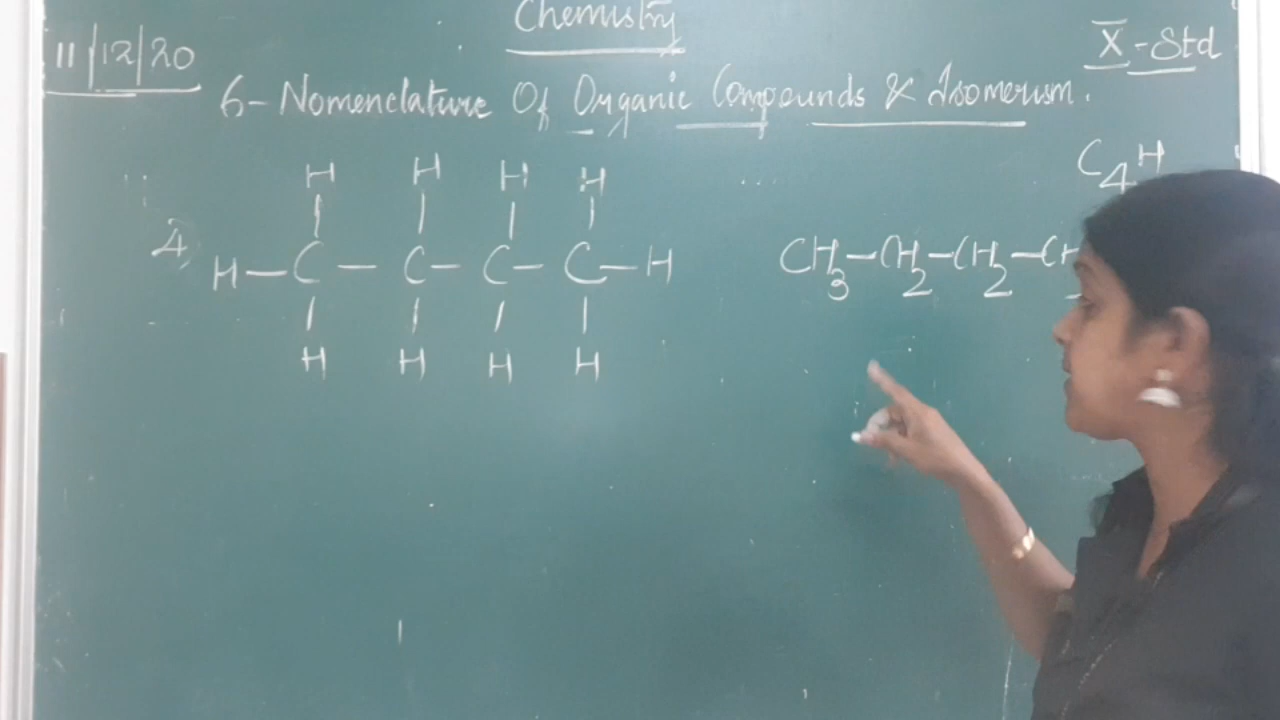 Chemistry
11/12/20
X - Std
6- Nomenclature Of Organic Compounds & Isomerism.
C4H
H H H H
4) H-C-C-C-C-H
H H H H
CH3-CH2-CH2-CH